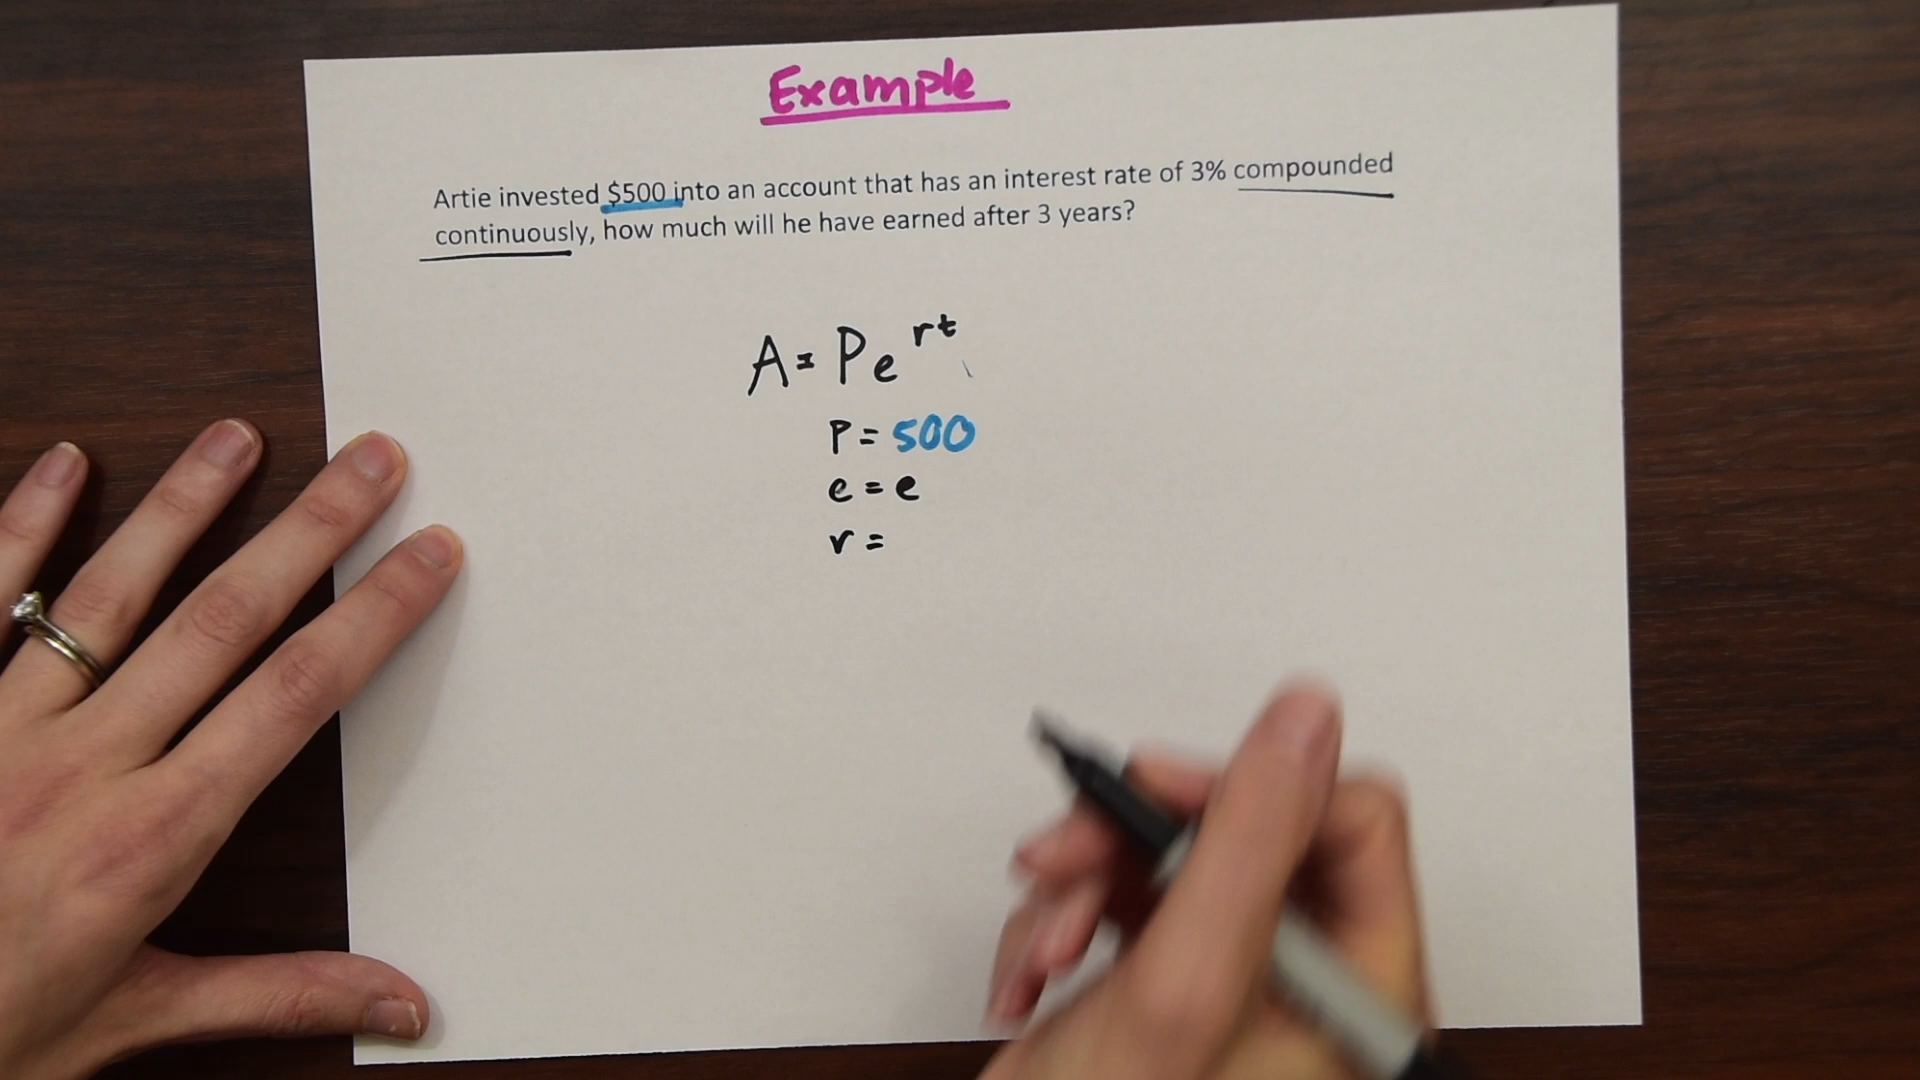 Example
Artie invested $500 into an account that has an interest rate of 3% compounded
continuously, how much will he have earned after 3 years?
A = Pe^rt
P = 500
e = e
r =